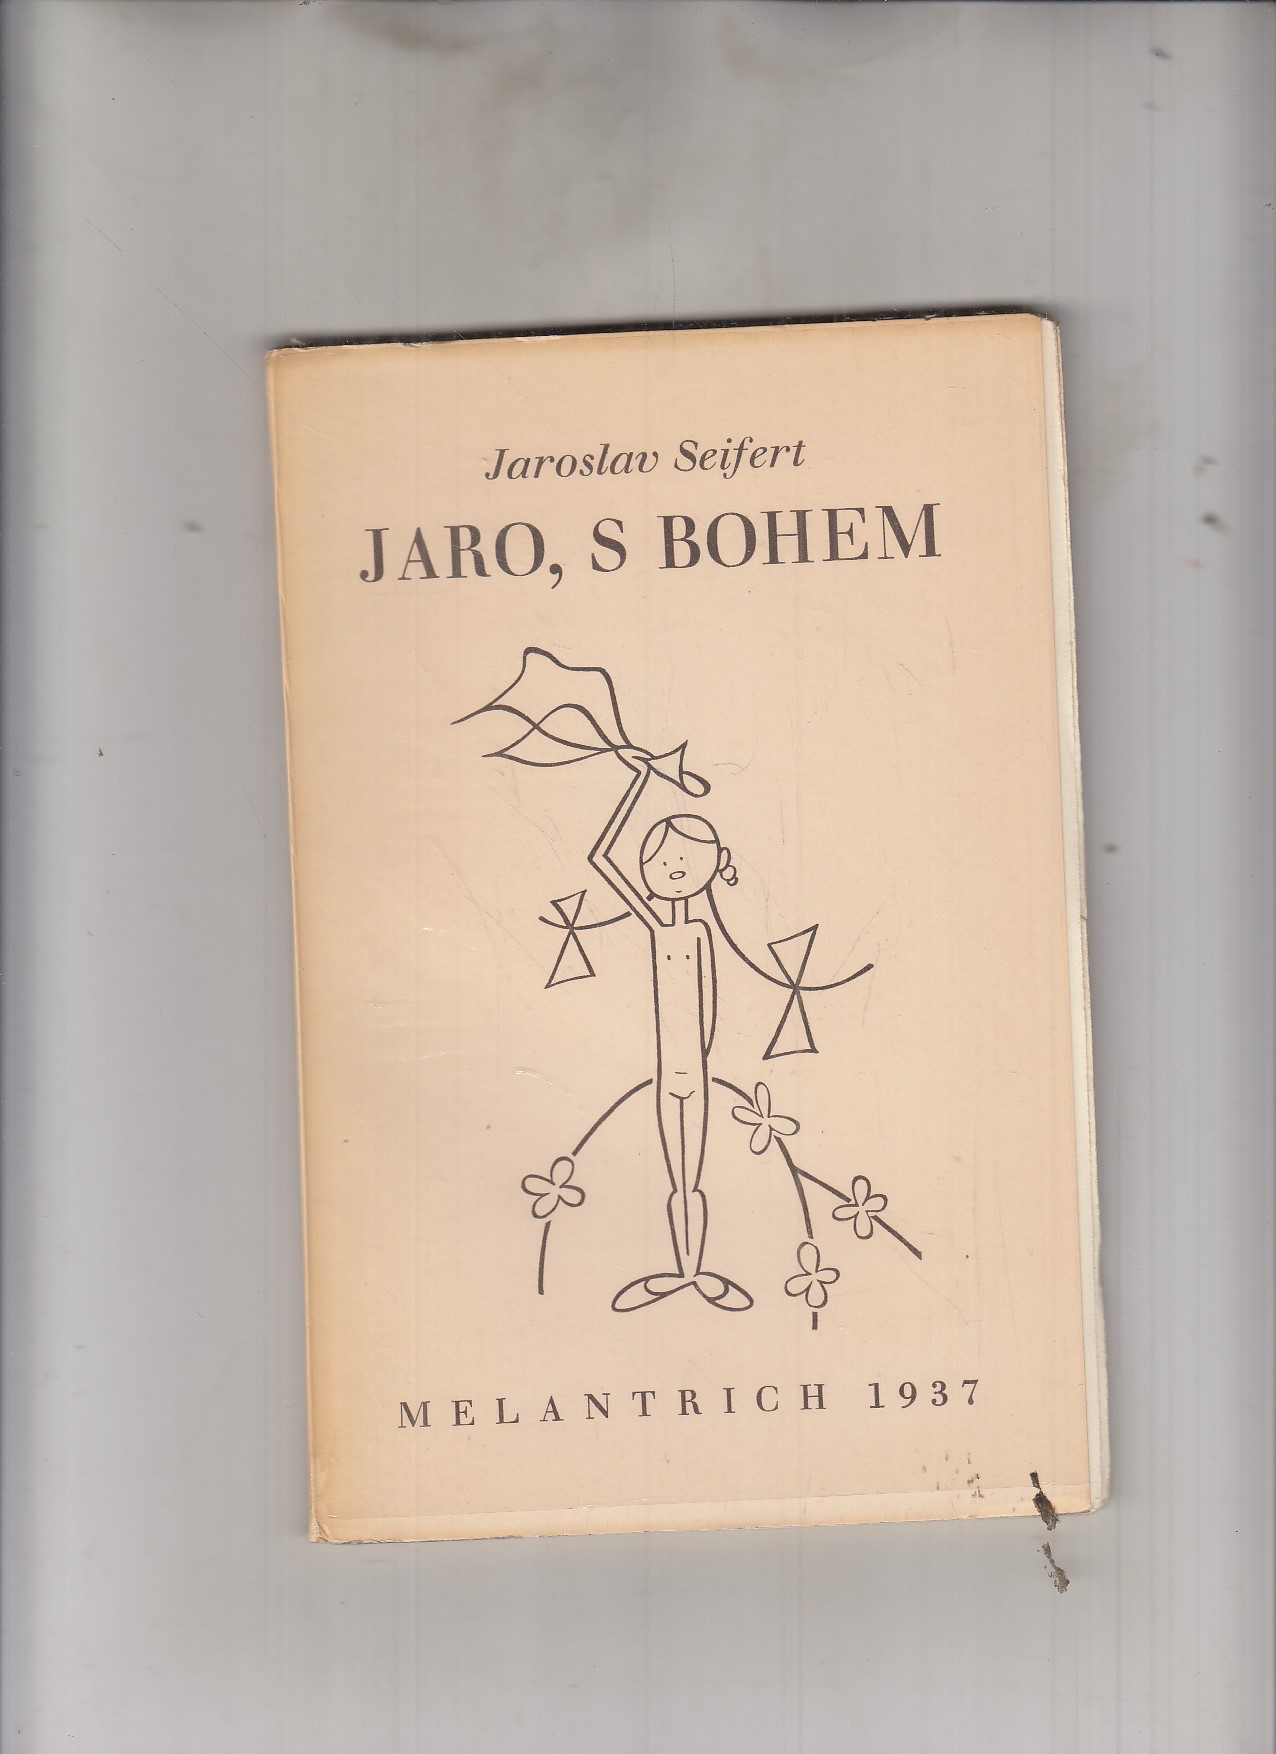 Jaroslav Seifert
JARO, S BOHEM
MELANTRICH 1937